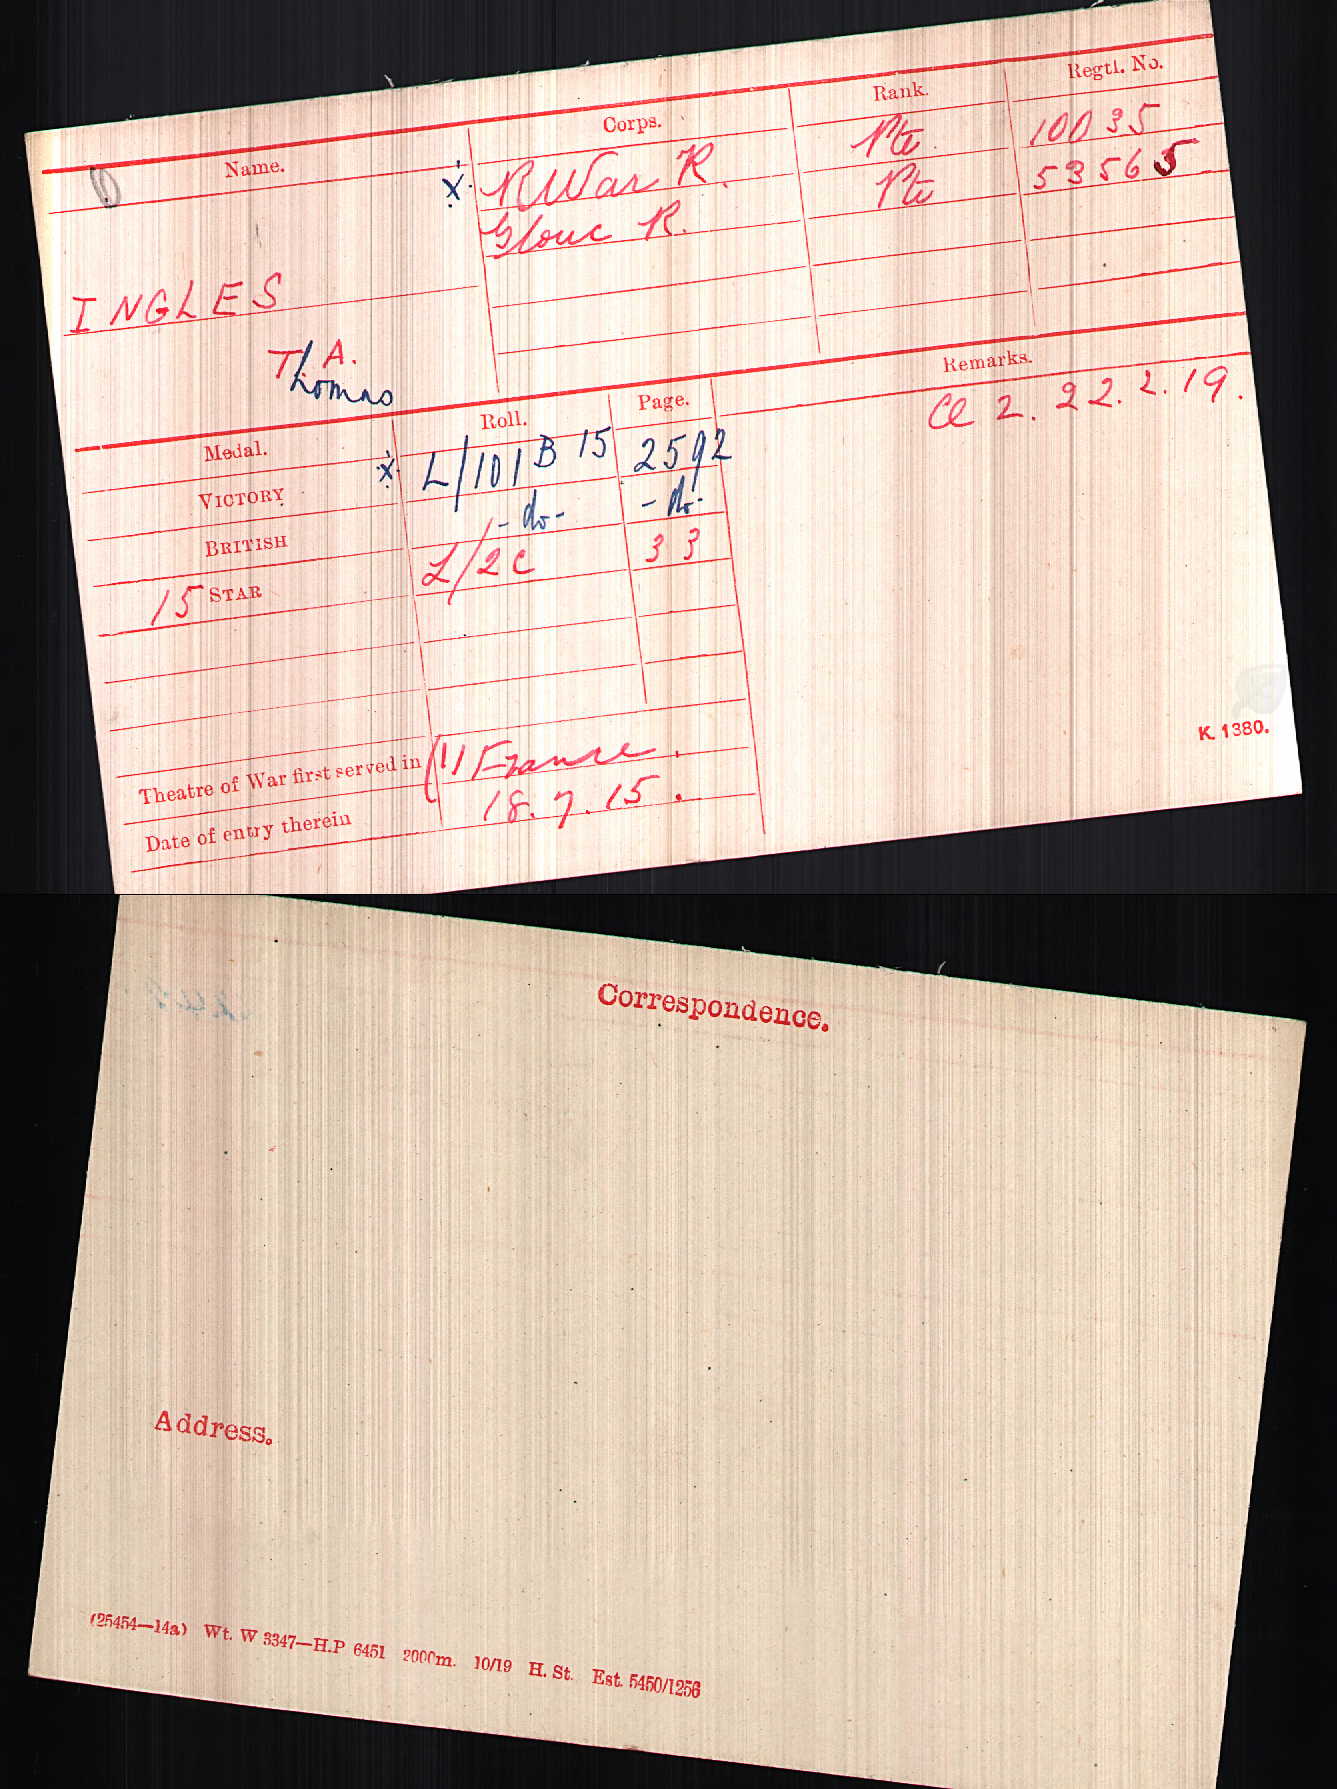 Name. Corps. Rank. Regtl. No.
X R War R. Pte. 10035
Glouc R. Pte 53565
INGLES
T. A.
Thomas
Medal. Roll. Page. Remarks.
VICTORY X L/101 B 15 2592 Cl Z. 22.2.19.
BRITISH -do- -do-
15 STAR L/2C 33
Theatre of War first served in (1) France.
Date of entry therein 18.7.15.
K. 1380.
Correspondence.
Address.
(25454—14a) Wt. W 3347—H.P 6451 2000m. 10/19 H. St. Est. 5450/1256